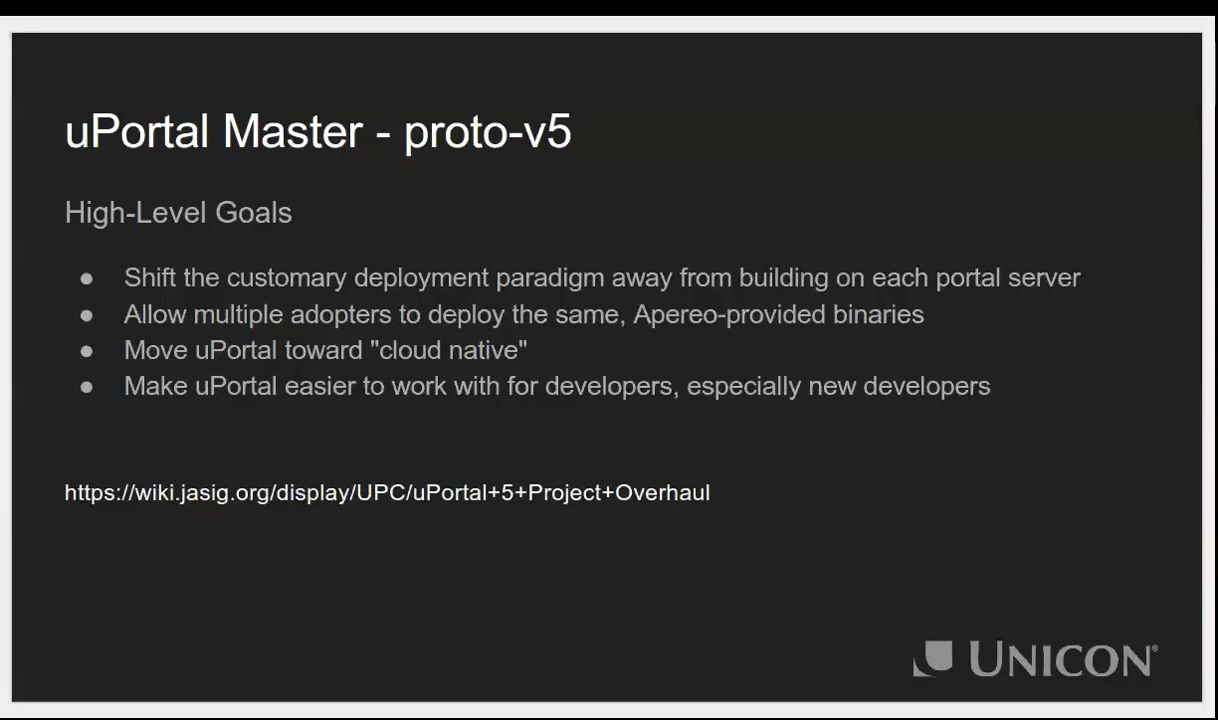 uPortal Master - proto-v5
High-Level Goals
● Shift the customary deployment paradigm away from building on each portal server
● Allow multiple adopters to deploy the same, Apereo-provided binaries
● Move uPortal toward "cloud native"
● Make uPortal easier to work with for developers, especially new developers
https://wiki.jasig.org/display/UPC/uPortal+5+Project+Overhaul
UNICON®